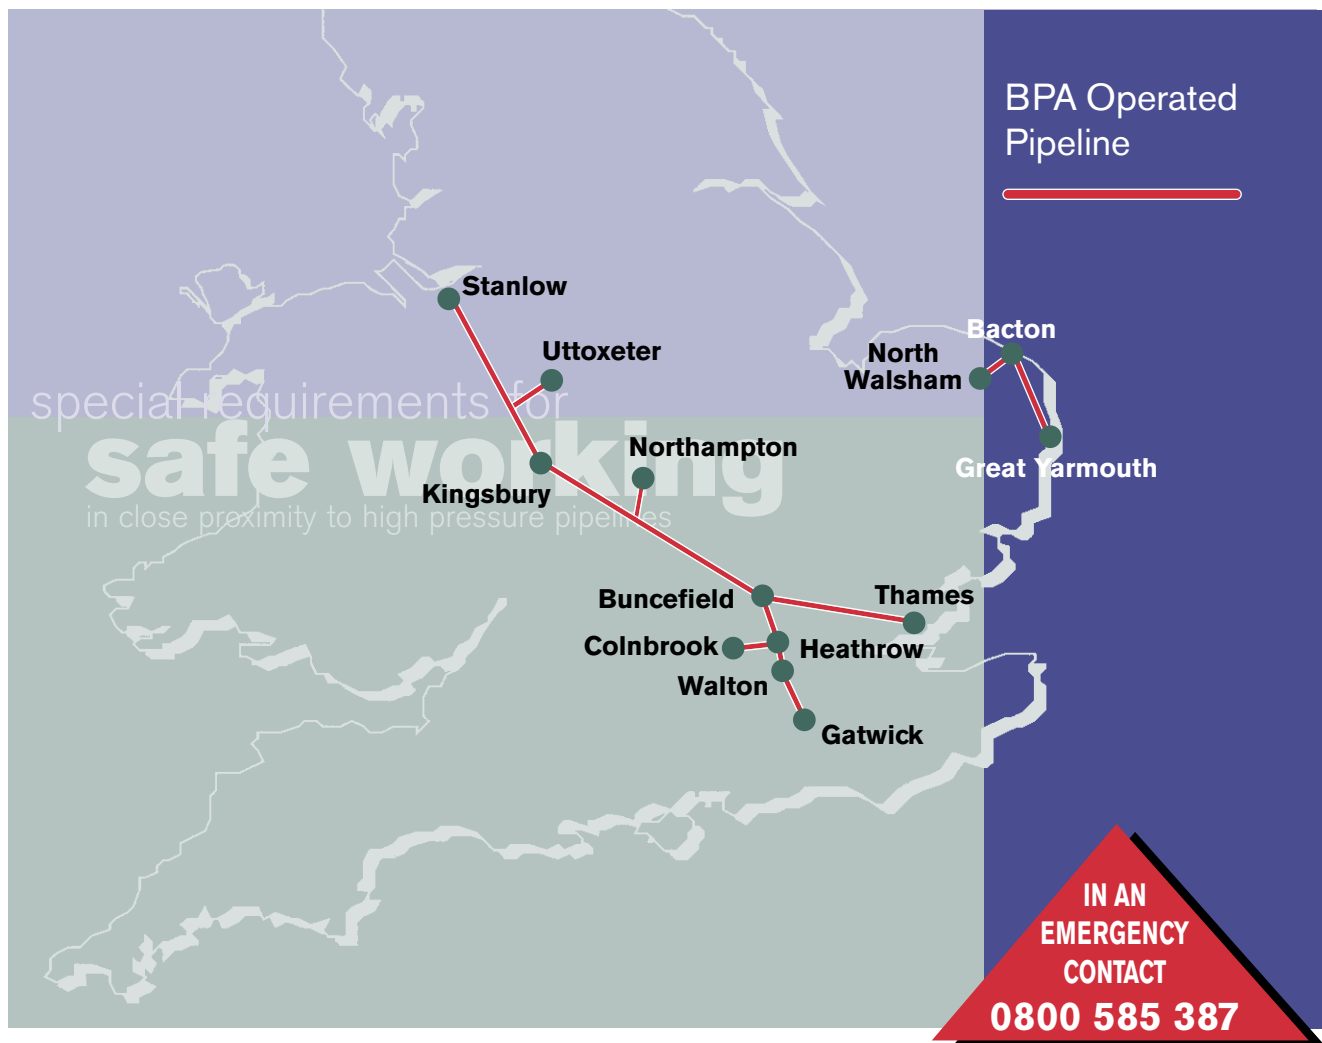 BPA Operated
Pipeline
Stanlow
Uttoxeter
Bacton
North
Walsham
special requirements for
safe working
in close proximity to high pressure pipelines
Northampton
Great Yarmouth
Kingsbury
Buncefield
Thames
Colnbrook
Heathrow
Walton
Gatwick
IN AN
EMERGENCY
CONTACT
0800 585 387